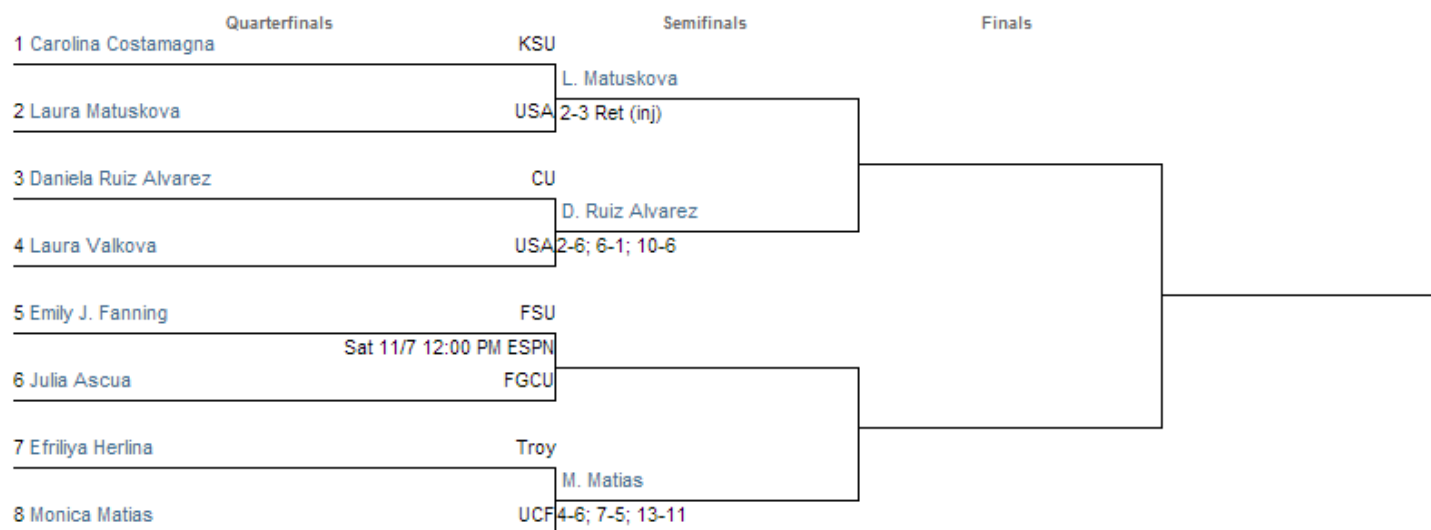 Quarterfinals Semifinals Finals
1 Carolina Costamagna KSU
L. Matuskova
2 Laura Matuskova USA 2-3 Ret (inj)
3 Daniela Ruiz Alvarez CU
D. Ruiz Alvarez
4 Laura Valkova USA 2-6; 6-1; 10-6
5 Emily J. Fanning FSU
Sat 11/7 12:00 PM ESPN
6 Julia Ascua FGCU
7 Efriliya Herlina Troy
M. Matias
8 Monica Matias UCF 4-6; 7-5; 13-11